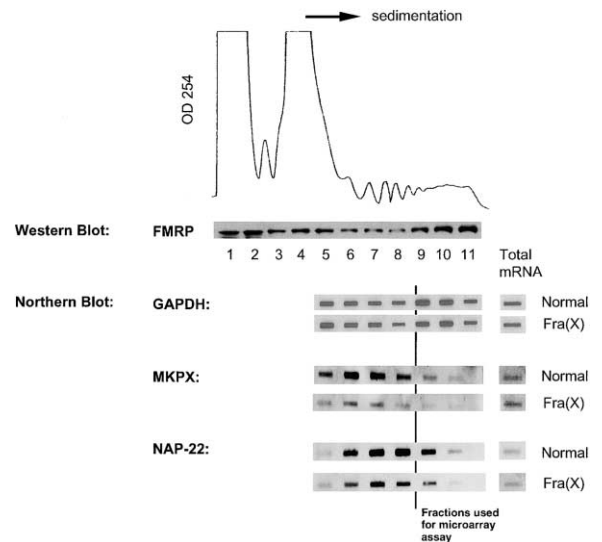 sedimentation
OD 254
Western Blot: FMRP
1 2 3 4 5 6 7 8 9 10 11 Total mRNA
Northern Blot: GAPDH: Normal
Fra(X)
MKPX: Normal
Fra(X)
NAP-22: Normal
Fra(X)
Fractions used
for microarray
assay